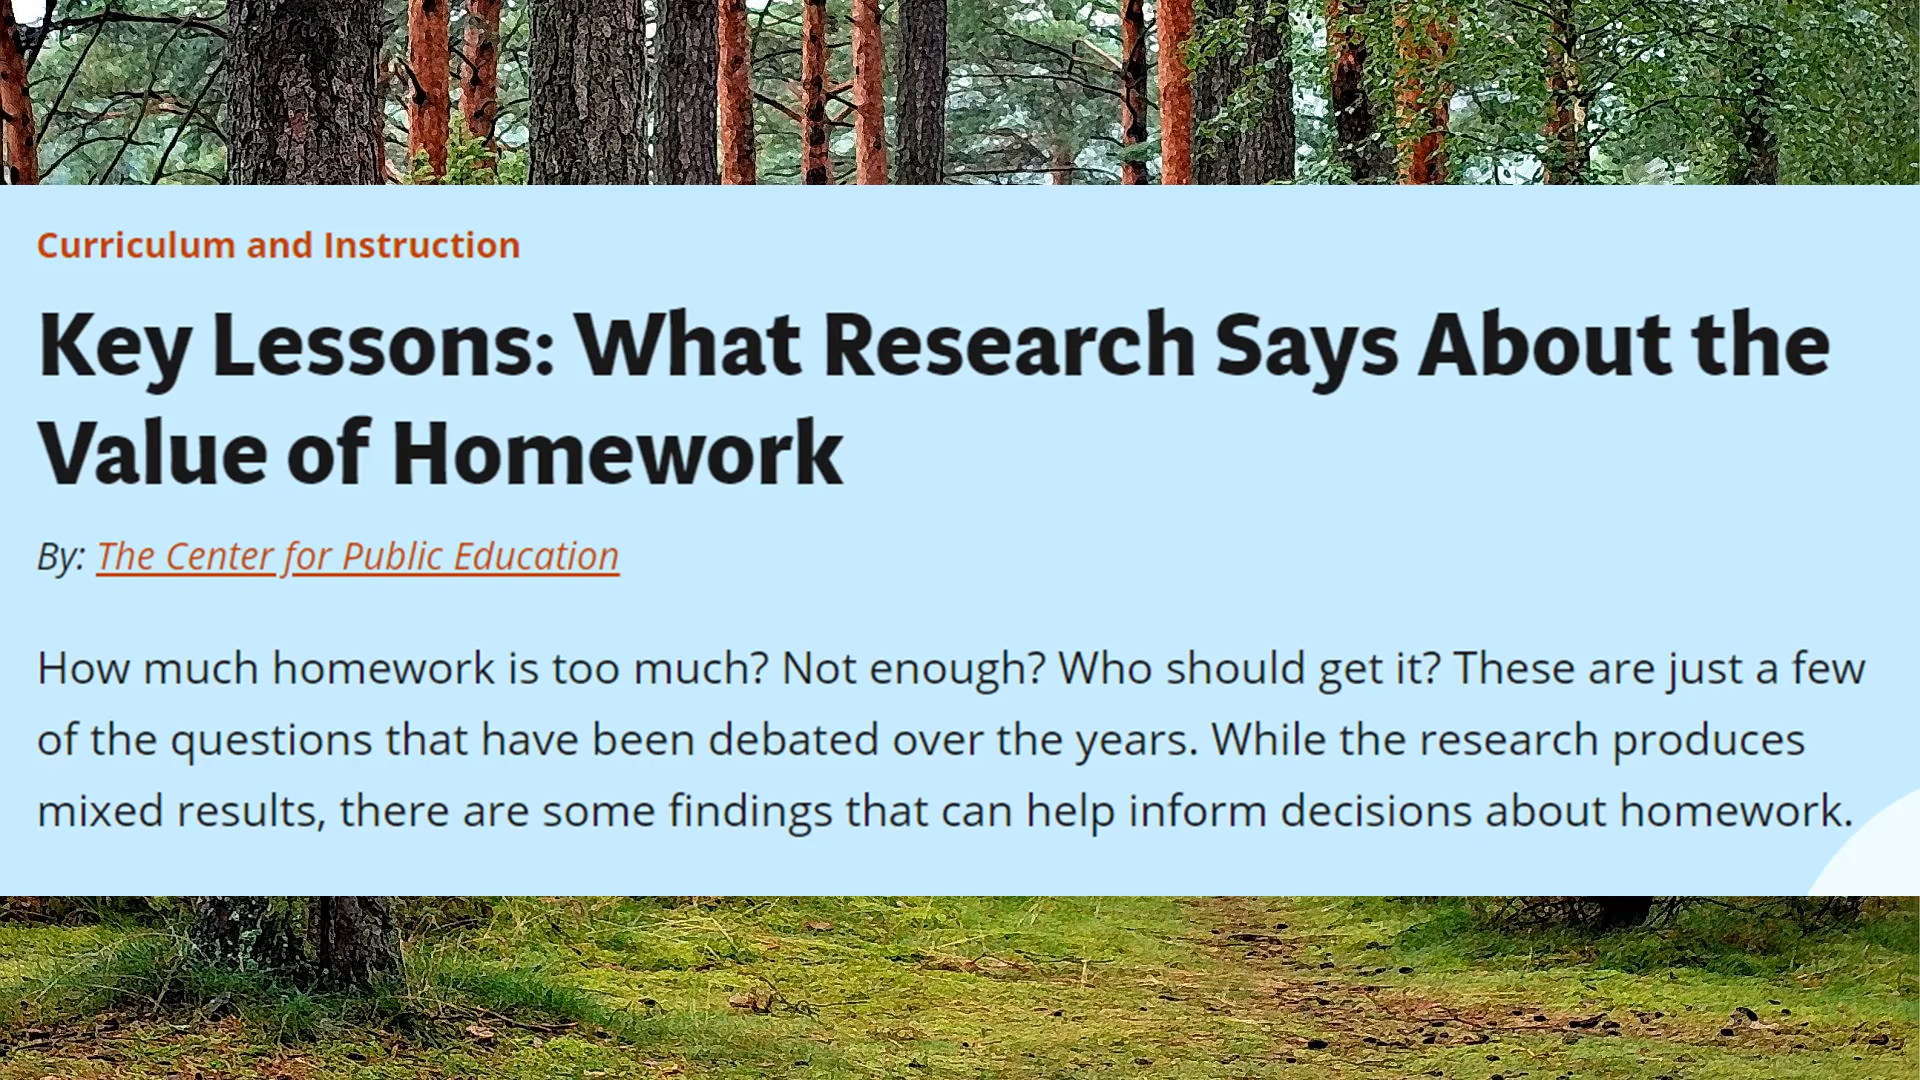 Curriculum and Instruction
Key Lessons: What Research Says About the
Value of Homework
By: The Center for Public Education
How much homework is too much? Not enough? Who should get it? These are just a few
of the questions that have been debated over the years. While the research produces
mixed results, there are some findings that can help inform decisions about homework.